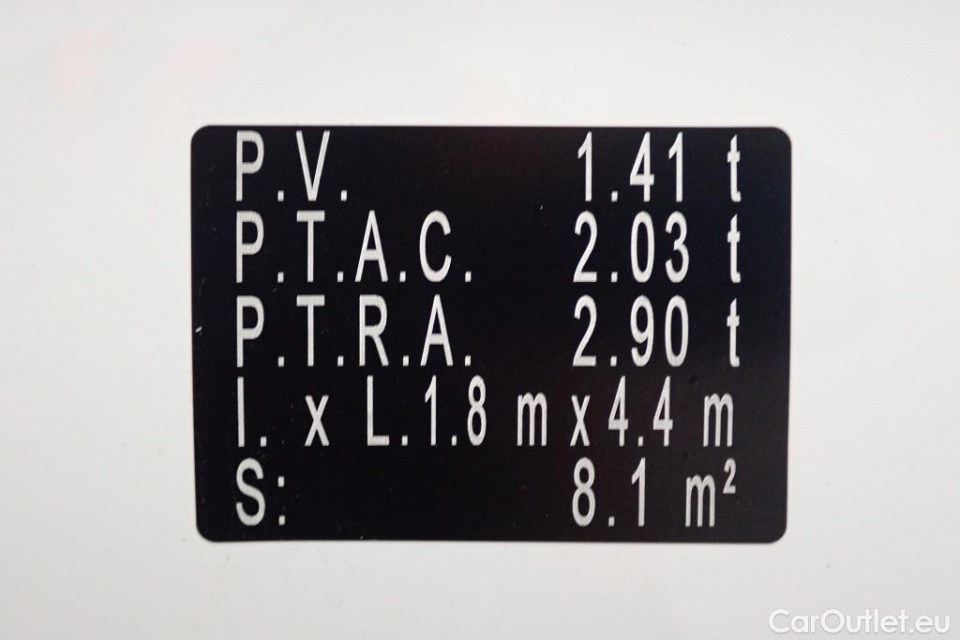 P.V. 1.41 t
P.T.A.C. 2.03 t
P.T.R.A. 2.90 t
l. x L.1.8 m x 4.4 m
S: 8.1 m²
CarOutlet.eu